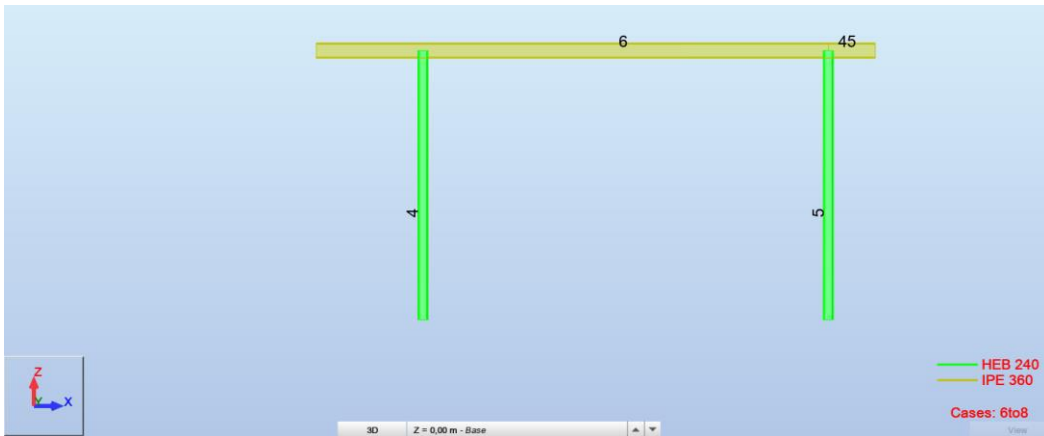 6
45
4
5
HEB 240
IPE 360
Cases: 6to8
Z
Y
X
3D
Z = 0,00 m - Base
View